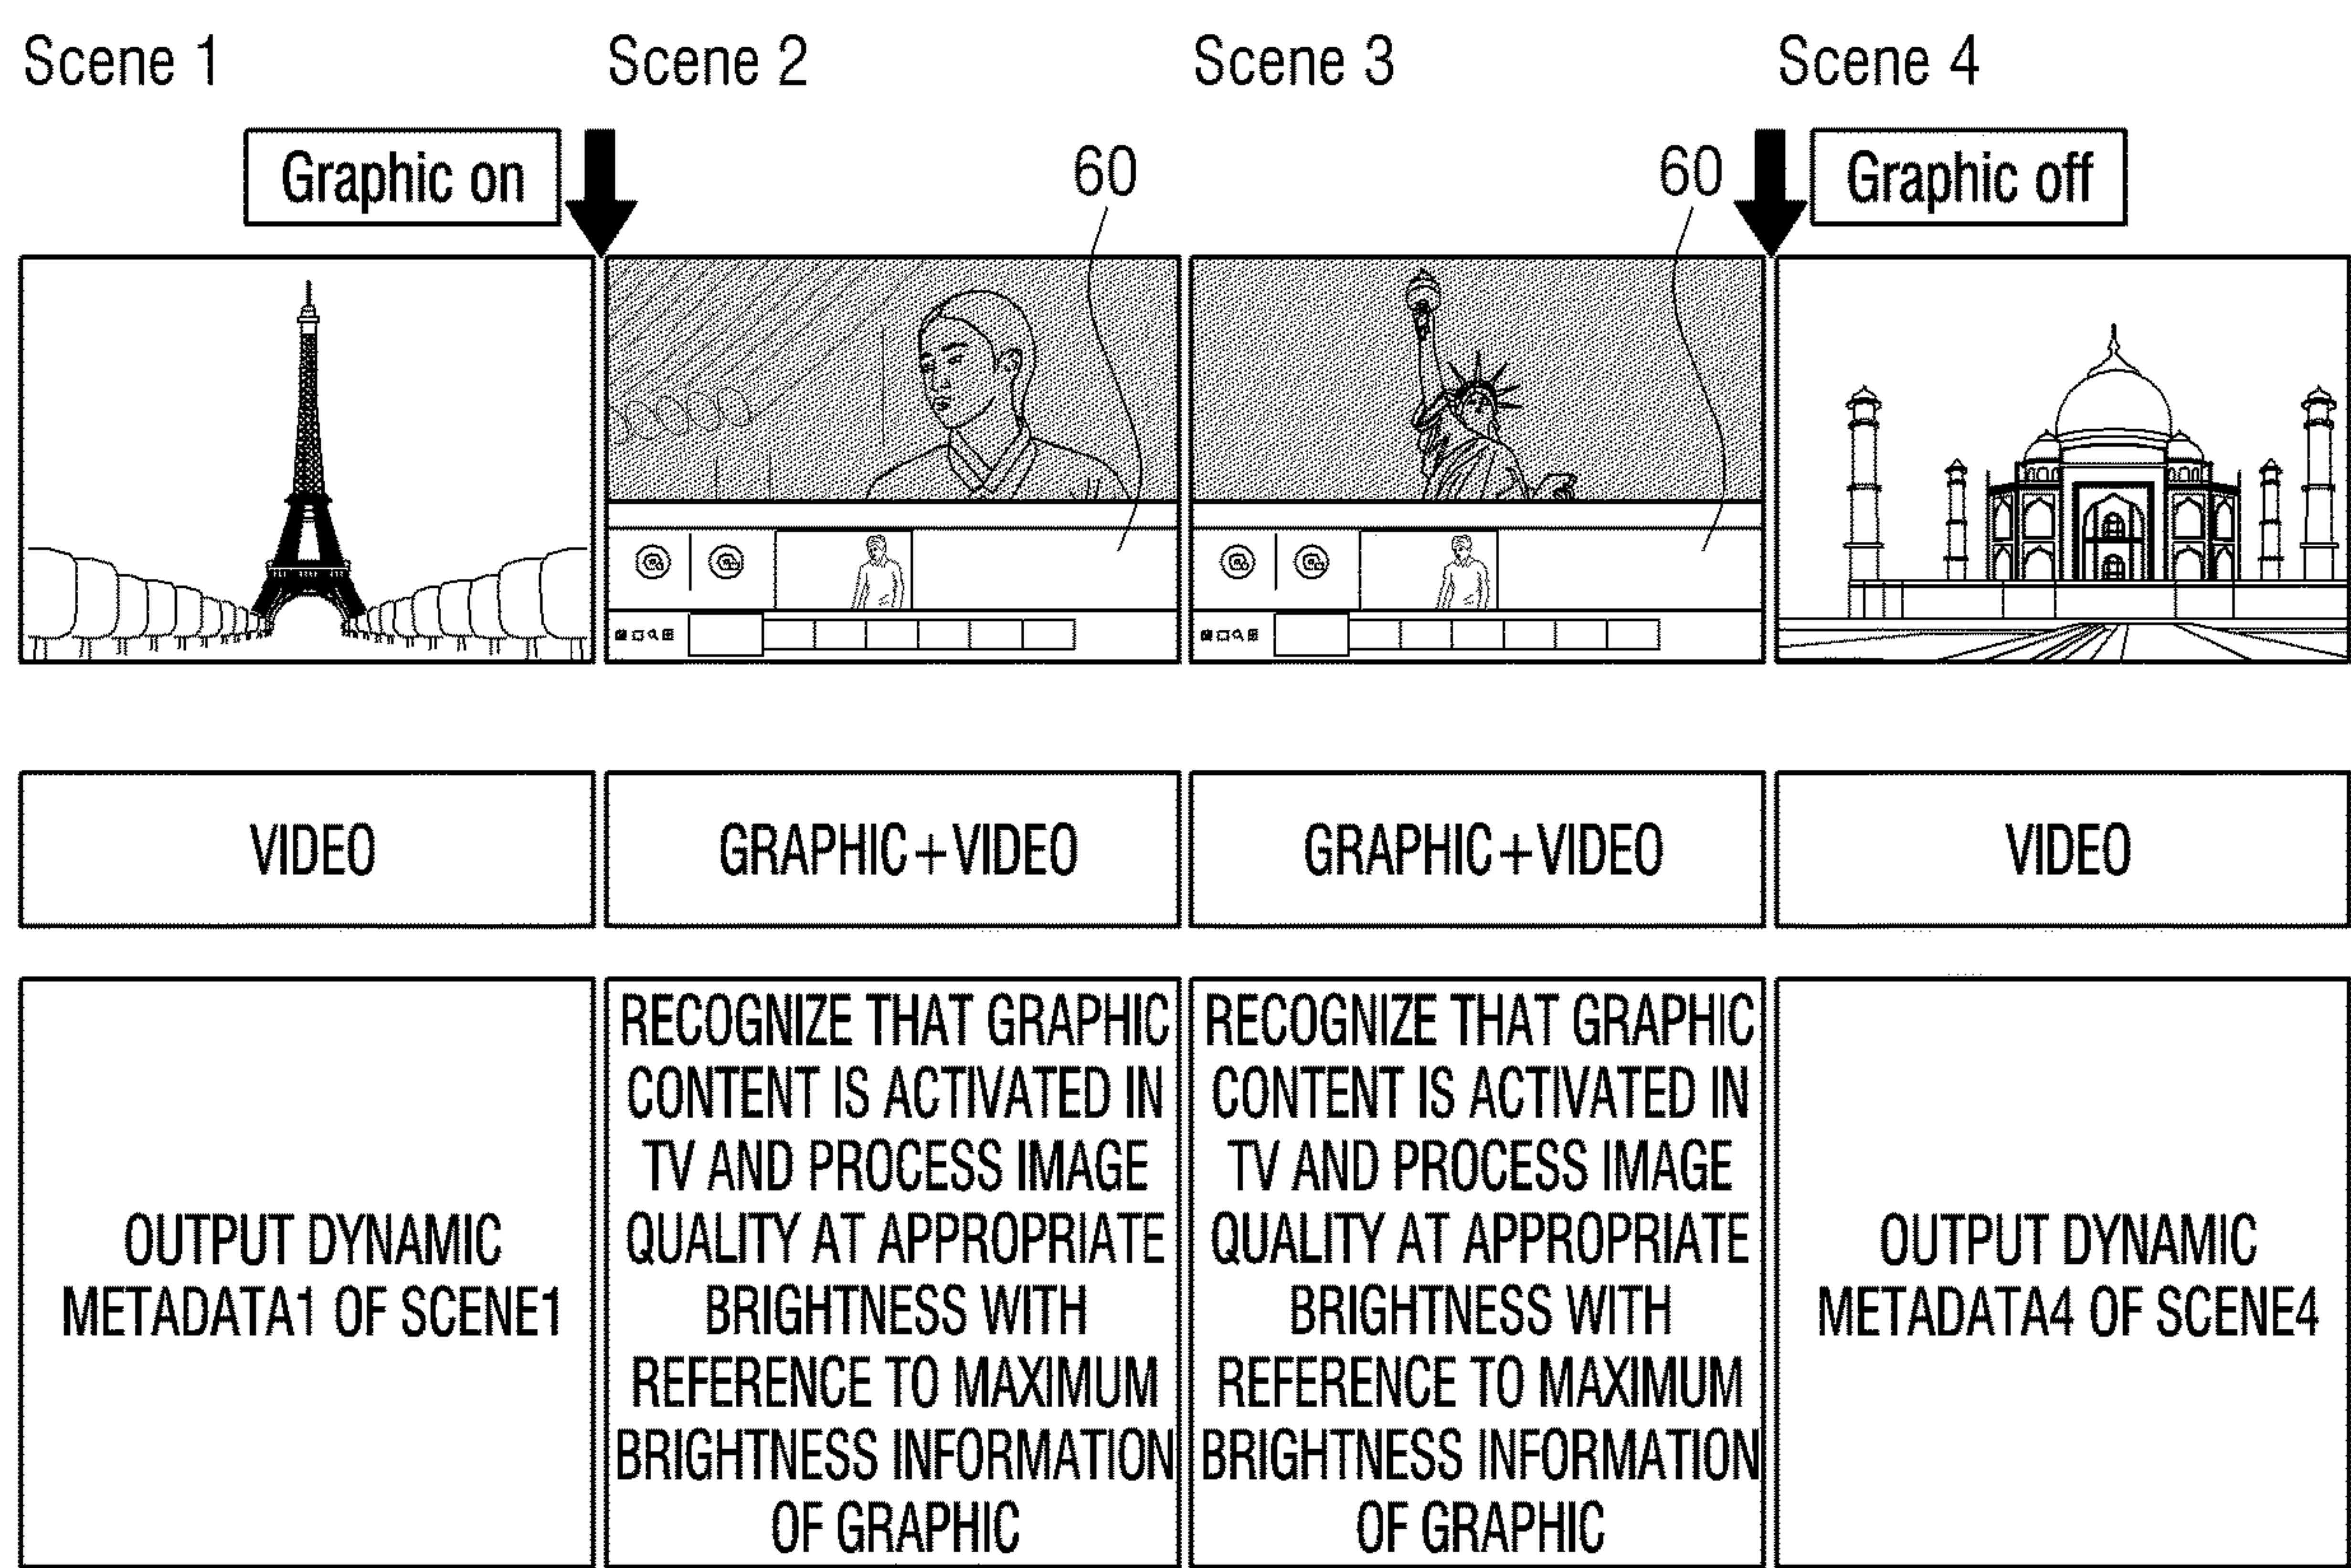 Scene 1
Scene 2
Scene 3
Scene 4
Graphic on
60
60
Graphic off
VIDEO
GRAPHIC+VIDEO
GRAPHIC+VIDEO
VIDEO
OUTPUT DYNAMIC
METADATA1 OF SCENE1
RECOGNIZE THAT GRAPHIC
CONTENT IS ACTIVATED IN
TV AND PROCESS IMAGE
QUALITY AT APPROPRIATE
BRIGHTNESS WITH
REFERENCE TO MAXIMUM
BRIGHTNESS INFORMATION
OF GRAPHIC
RECOGNIZE THAT GRAPHIC
CONTENT IS ACTIVATED IN
TV AND PROCESS IMAGE
QUALITY AT APPROPRIATE
BRIGHTNESS WITH
REFERENCE TO MAXIMUM
BRIGHTNESS INFORMATION
OF GRAPHIC
OUTPUT DYNAMIC
METADATA4 OF SCENE4